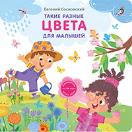 Евгений Сосновский
ТАКИЕ РАЗНЫЕ
ЦВЕТА
ДЛЯ МАЛЫШЕЙ